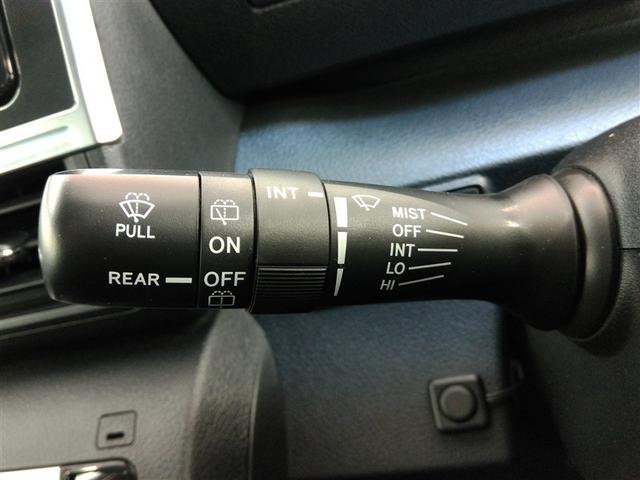 PULL
REAR
ON
OFF
INT
MIST
OFF
INT
LO
HI